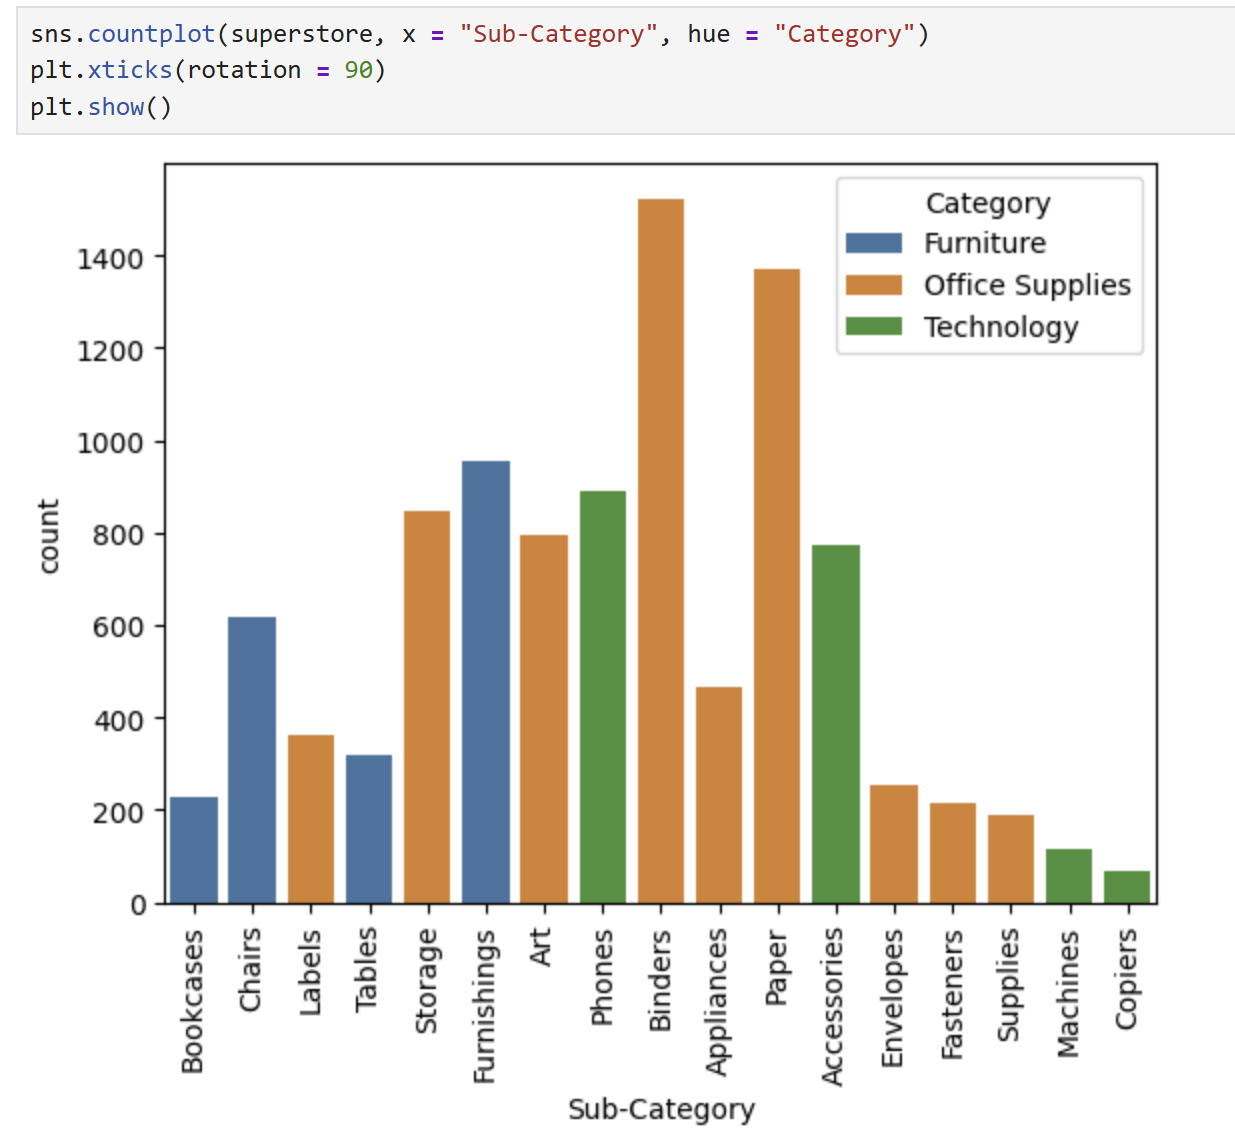 sns.countplot(superstore, x = "Sub-Category", hue = "Category")
plt.xticks(rotation = 90)
plt.show()
Category
Furniture
Office Supplies
Technology
1400
1200
1000
800
600
400
200
0
count
Bookcases
Chairs
Labels
Tables
Storage
Furnishings
Art
Phones
Binders
Appliances
Paper
Accessories
Envelopes
Fasteners
Supplies
Machines
Copiers
Sub-Category